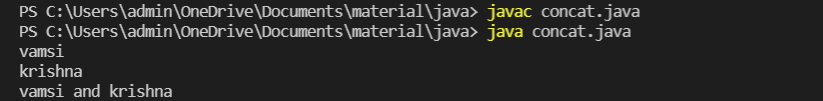 PS C:\Users\admin\OneDrive\Documents\material\java> javac concat.java
PS C:\Users\admin\OneDrive\Documents\material\java> java concat.java
vamsi
krishna
vamsi and krishna